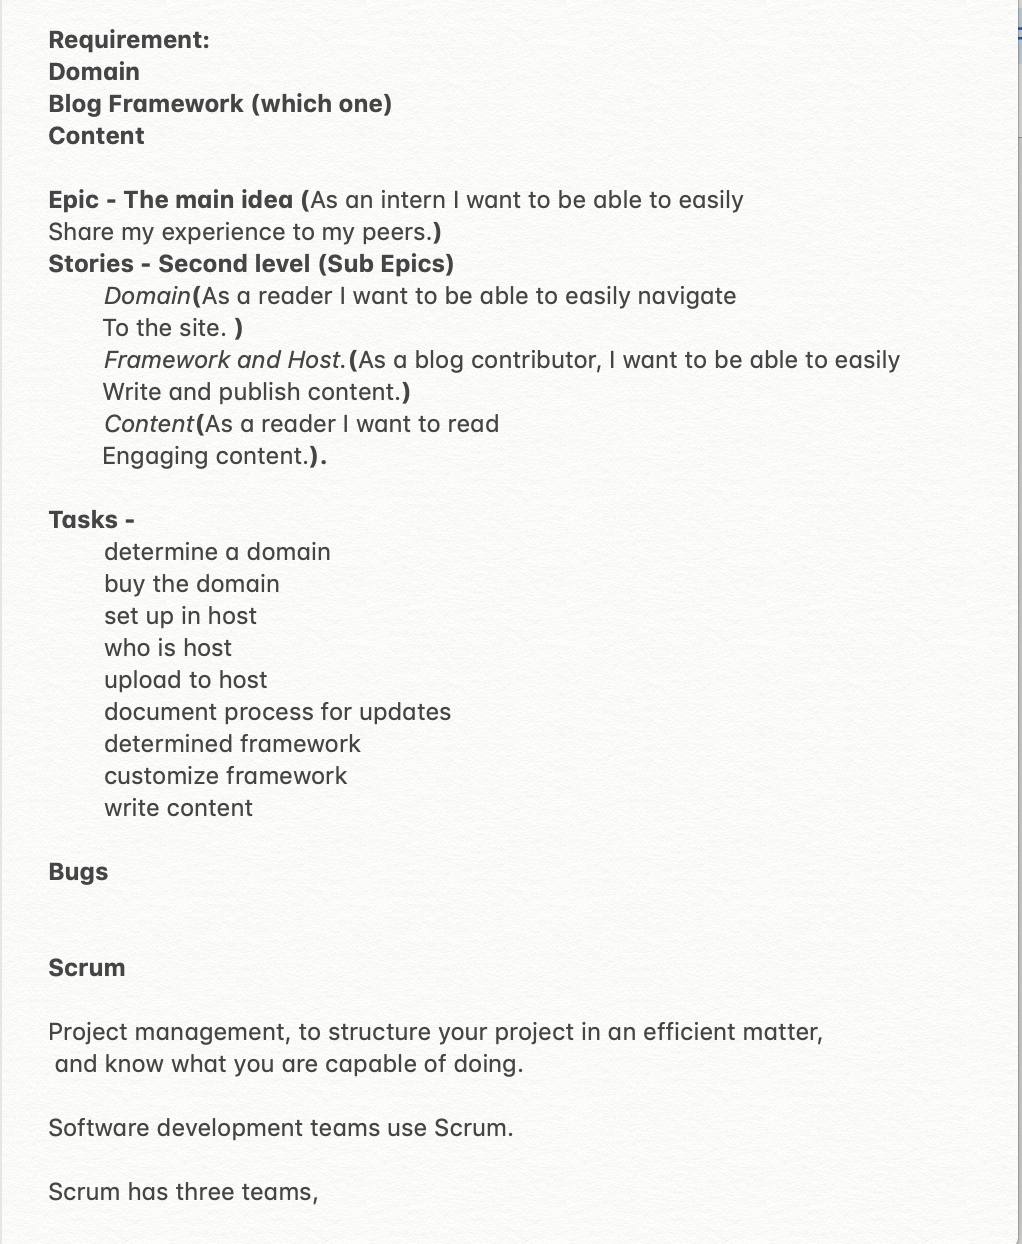 Requirement:
Domain
Blog Framework (which one)
Content
Epic - The main idea (As an intern I want to be able to easily
Share my experience to my peers.)
Stories - Second level (Sub Epics)
Domain(As a reader I want to be able to easily navigate
To the site. )
Framework and Host.(As a blog contributor, I want to be able to easily
Write and publish content.)
Content(As a reader I want to read
Engaging content.).
Tasks -
determine a domain
buy the domain
set up in host
who is host
upload to host
document process for updates
determined framework
customize framework
write content
Bugs
Scrum
Project management, to structure your project in an efficient matter,
and know what you are capable of doing.
Software development teams use Scrum.
Scrum has three teams,